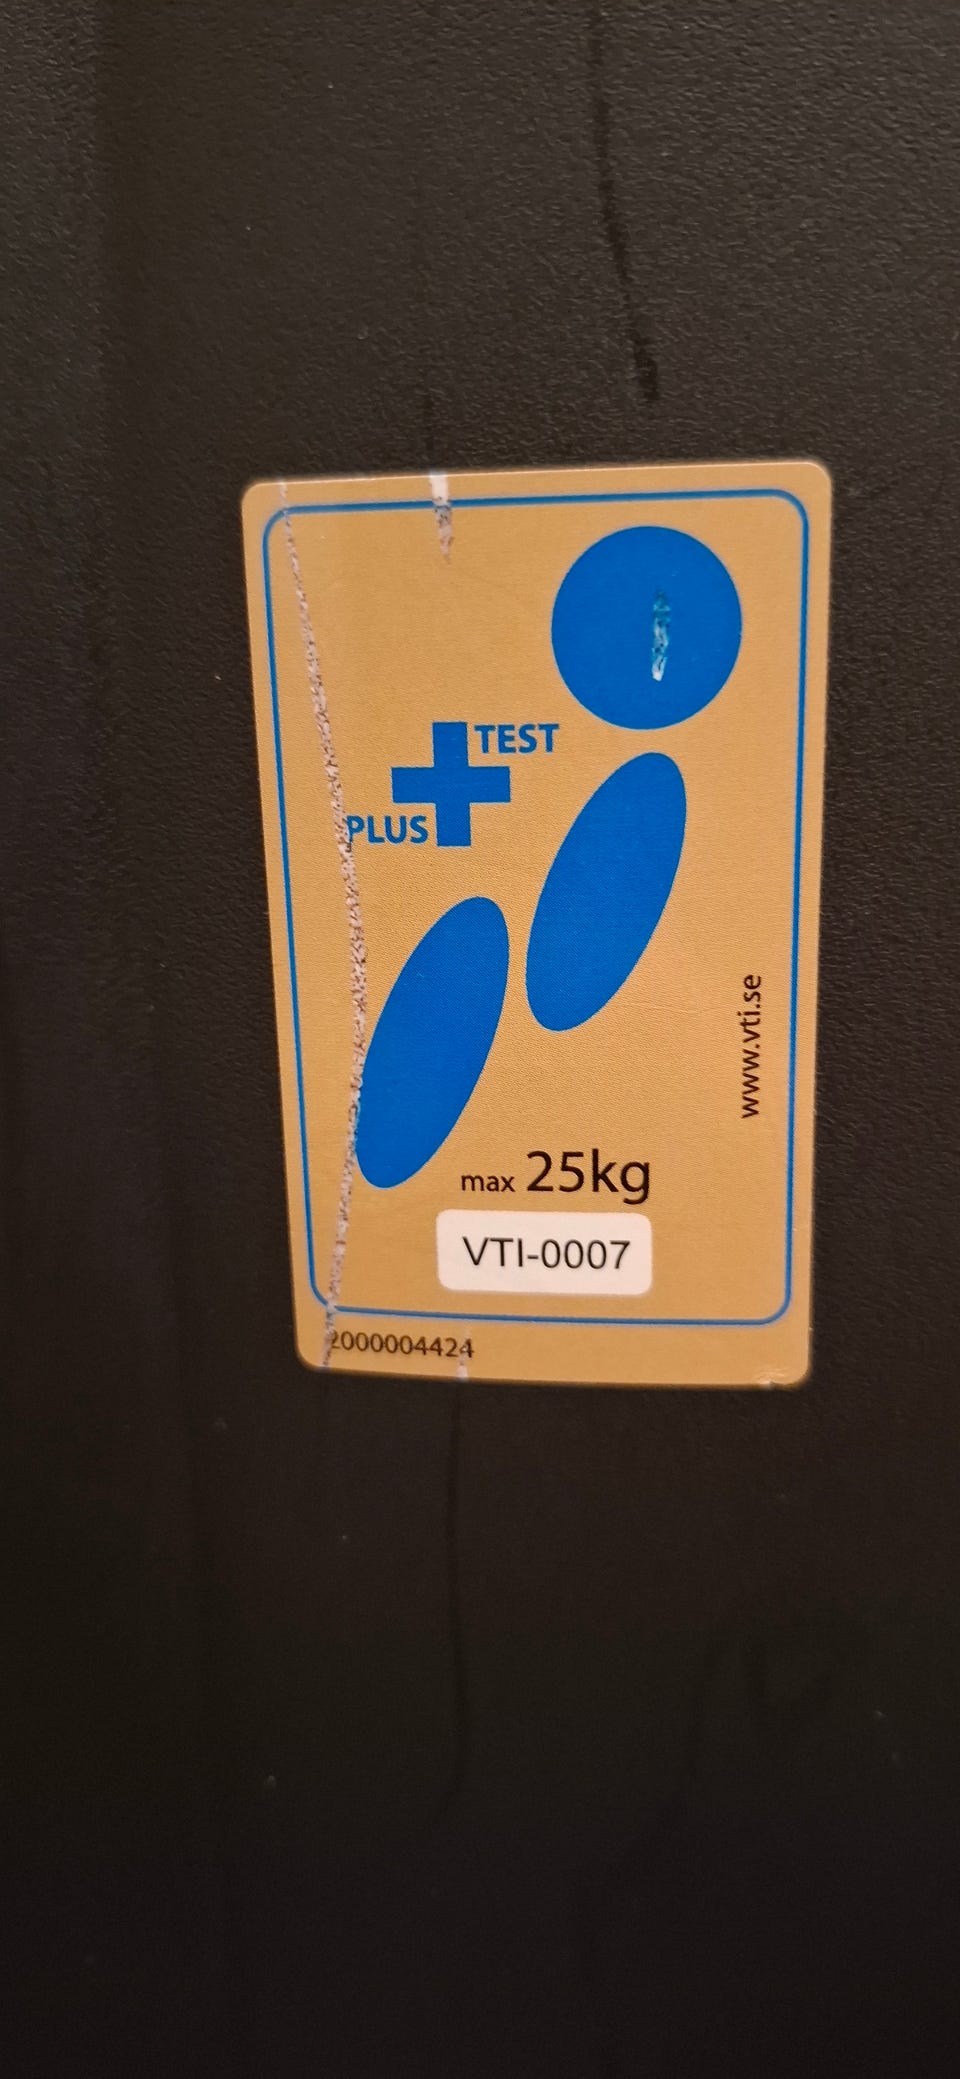 TEST
PLUS
www.vti.se
max 25kg
VTI-0007
2000004424